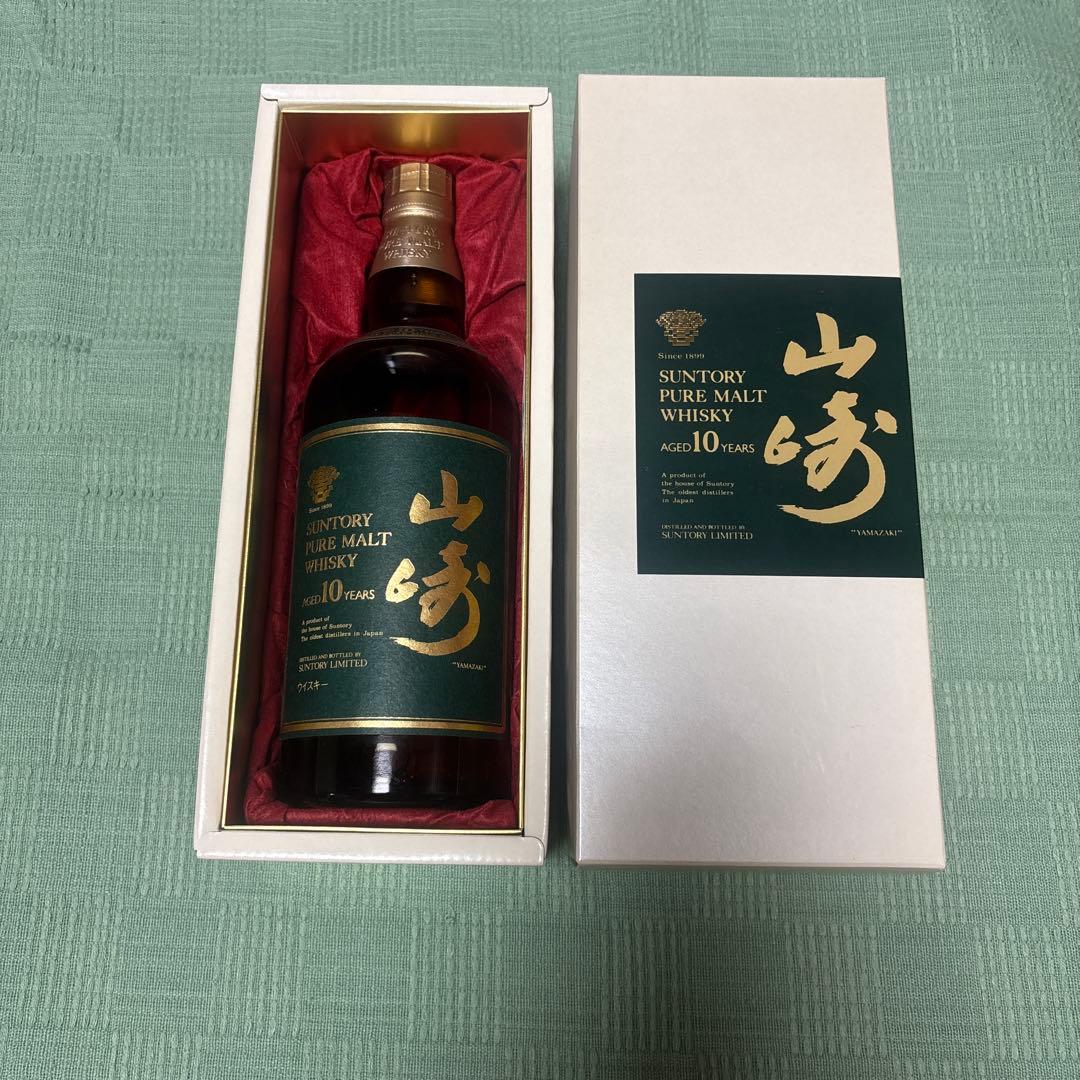 SUNTORY
PURE MALT
WHISKY
Since 1899
SUNTORY
PURE MALT
WHISKY
AGED 10 YEARS
A product of
the house of Suntory
The oldest distillers in Japan
DISTILLED AND BOTTLED BY
SUNTORY LIMITED
ウイスキー
山崎
"YAMAZAKI"
Since 1899
SUNTORY
PURE MALT
WHISKY
AGED 10 YEARS
A product of
the house of Suntory
The oldest distillers
in Japan
DISTILLED AND BOTTLED BY
SUNTORY LIMITED
山崎
"YAMAZAKI"